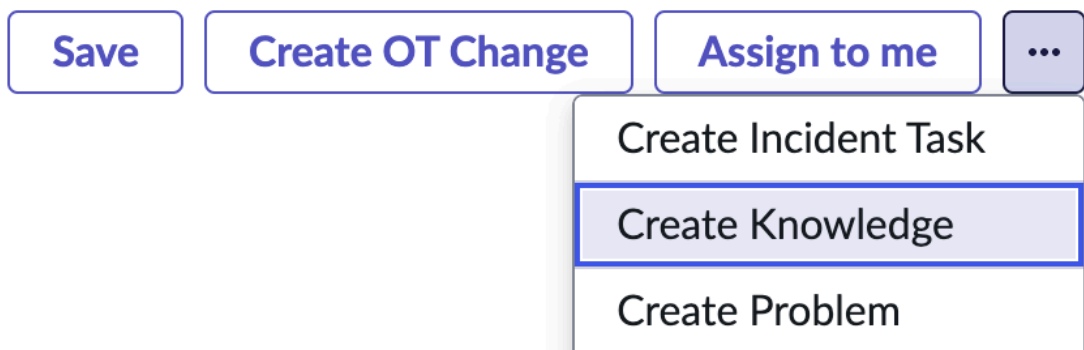 Save
Create OT Change
Assign to me
...
Create Incident Task
Create Knowledge
Create Problem